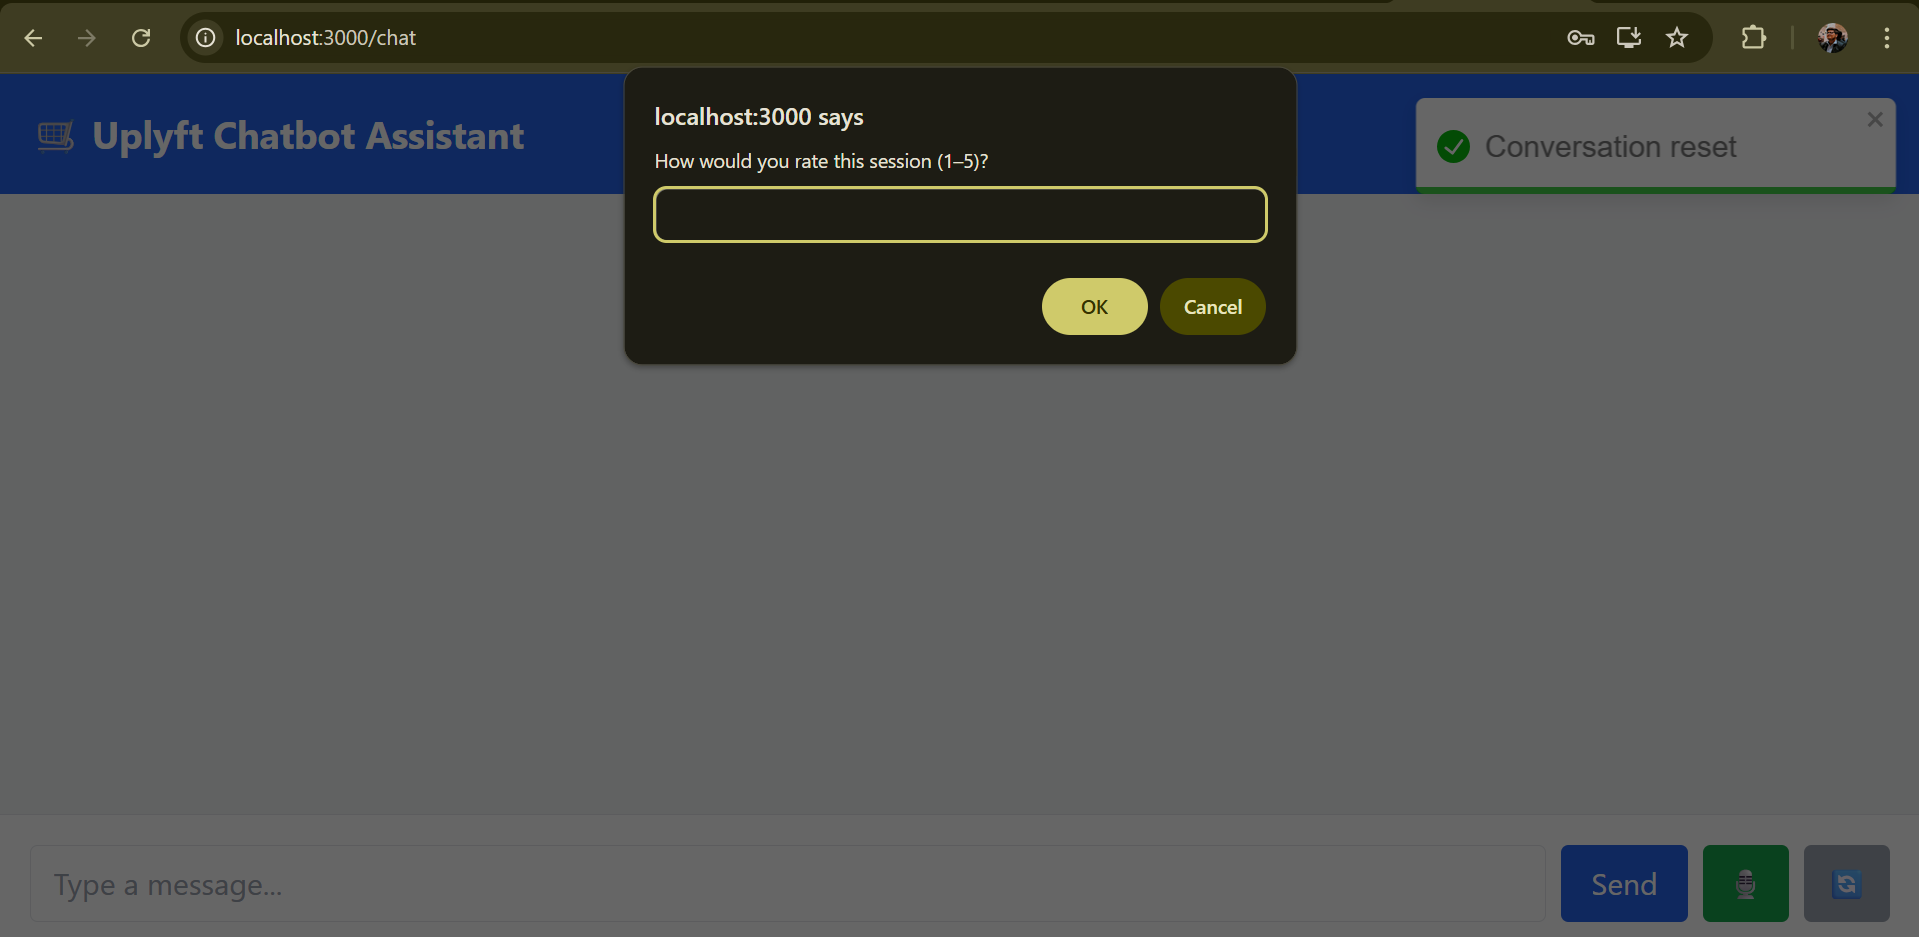 localhost:3000/chat
localhost:3000 says
How would you rate this session (1–5)?
OK
Cancel
Uplyft Chatbot Assistant
Conversation reset
Type a message...
Send